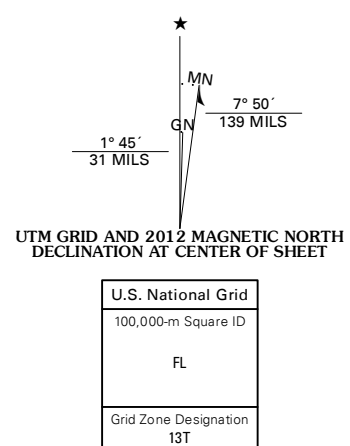 ★
MN
GN
7° 50´
139 MILS
1° 45´
31 MILS
UTM GRID AND 2012 MAGNETIC NORTH
DECLINATION AT CENTER OF SHEET
U.S. National Grid
100,000-m Square ID
FL
Grid Zone Designation
13T